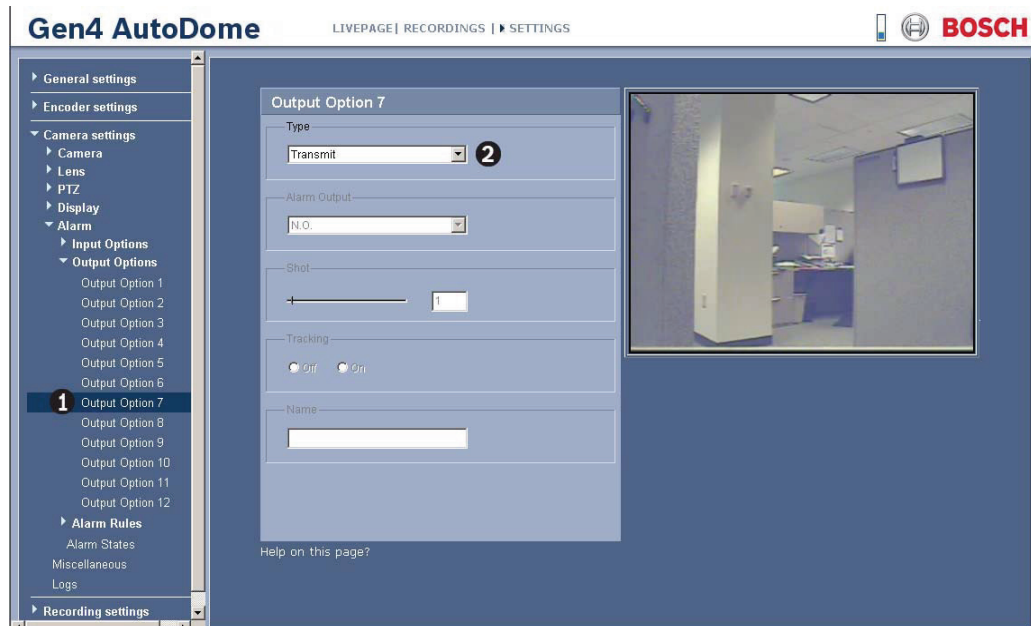 Gen4 AutoDome
LIVEPAGE| RECORDINGS | SETTINGS
BOSCH
General settings
Encoder settings
Camera settings
Camera
Lens
PTZ
Display
Alarm
Input Options
Output Options
Output Option 1
Output Option 2
Output Option 3
Output Option 4
Output Option 5
Output Option 6
1 Output Option 7
Output Option 8
Output Option 9
Output Option 10
Output Option 11
Output Option 12
Alarm Rules
Alarm States
Miscellaneous
Logs
Recording settings
Output Option 7
Type
Transmit 2
Alarm Output
N.O.
Shot
1
Tracking
Off On
Name
Help on this page?